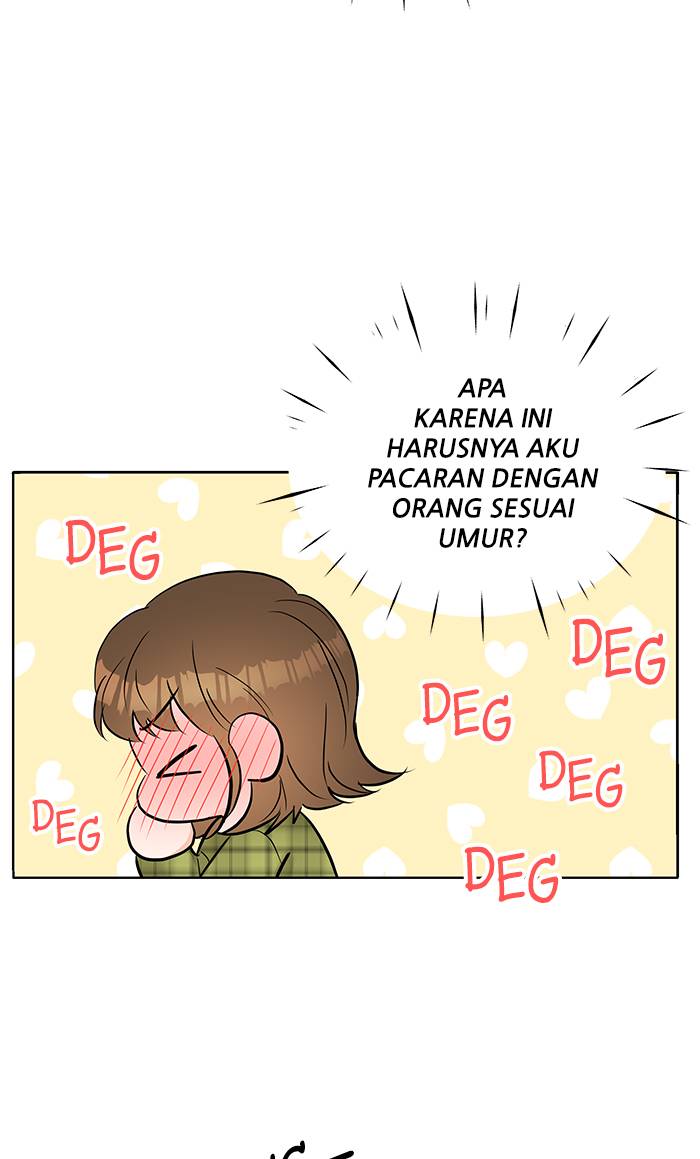 APA
KARENA INI
HARUSNYA AKU
PACARAN DENGAN
ORANG SESUAI
UMUR?
DEG
DEG
DEG
DEG
DEG
DEG